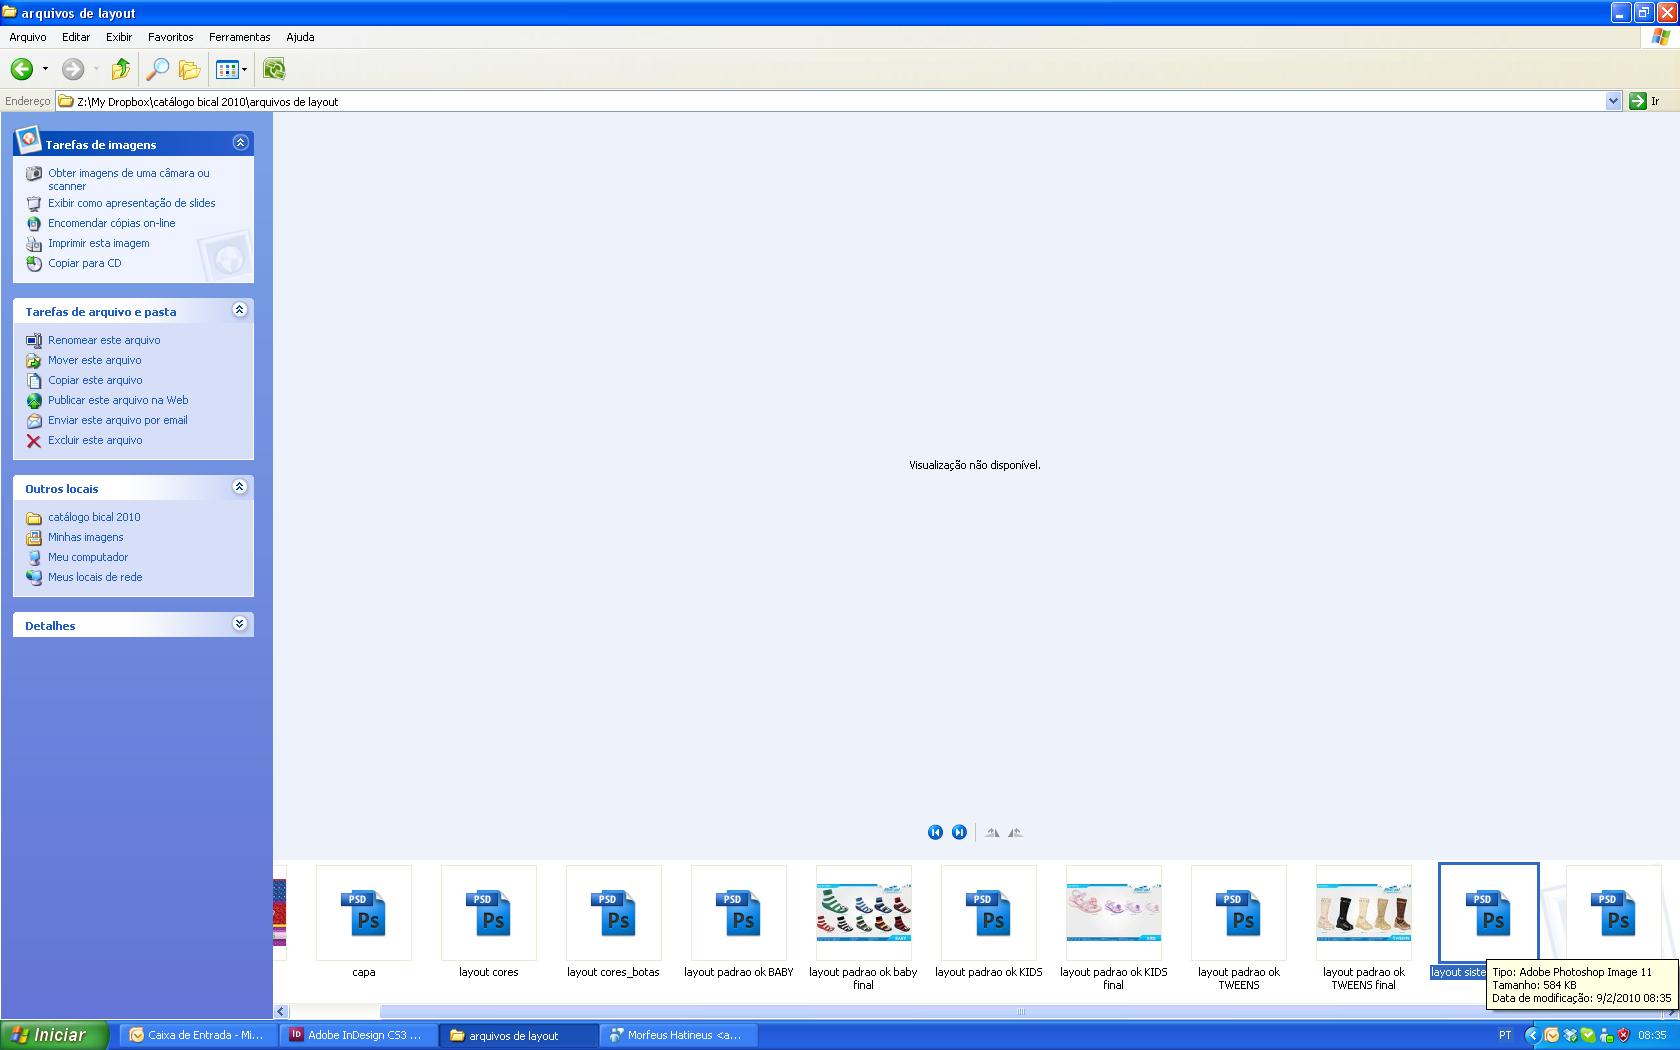 arquivos de layout
Arquivo Editar Exibir Favoritos Ferramentas Ajuda
Endereço Z:\My Dropbox\catálogo bical 2010\arquivos de layout Ir
Tarefas de imagens
Obter imagens de uma câmara ou
scanner
Exibir como apresentação de slides
Encomendar cópias on-line
Imprimir esta imagem
Copiar para CD
Tarefas de arquivo e pasta
Renomear este arquivo
Mover este arquivo
Copiar este arquivo
Publicar este arquivo na Web
Enviar este arquivo por email
Excluir este arquivo
Outros locais
catálogo bical 2010
Minhas imagens
Meu computador
Meus locais de rede
Detalhes
Visualização não disponível.
PSD Ps
capa
PSD Ps
layout cores
PSD Ps
layout cores_botas
PSD Ps
layout padrao ok BABY
BABY
layout padrao ok baby
final
PSD Ps
layout padrao ok KIDS
KIDS
layout padrao ok KIDS
final
PSD Ps
layout padrao ok
TWEENS
TWEENS
layout padrao ok
TWEENS final
PSD Ps
layout siste
PSD Ps
Tipo: Adobe Photoshop Image 11
Tamanho: 584 KB
Data de modificação: 9/2/2010 08:35
Iniciar
Caixa de Entrada - Mi...
Adobe InDesign CS3 ...
arquivos de layout
Morfeus Hatineus <a...
PT
08:35